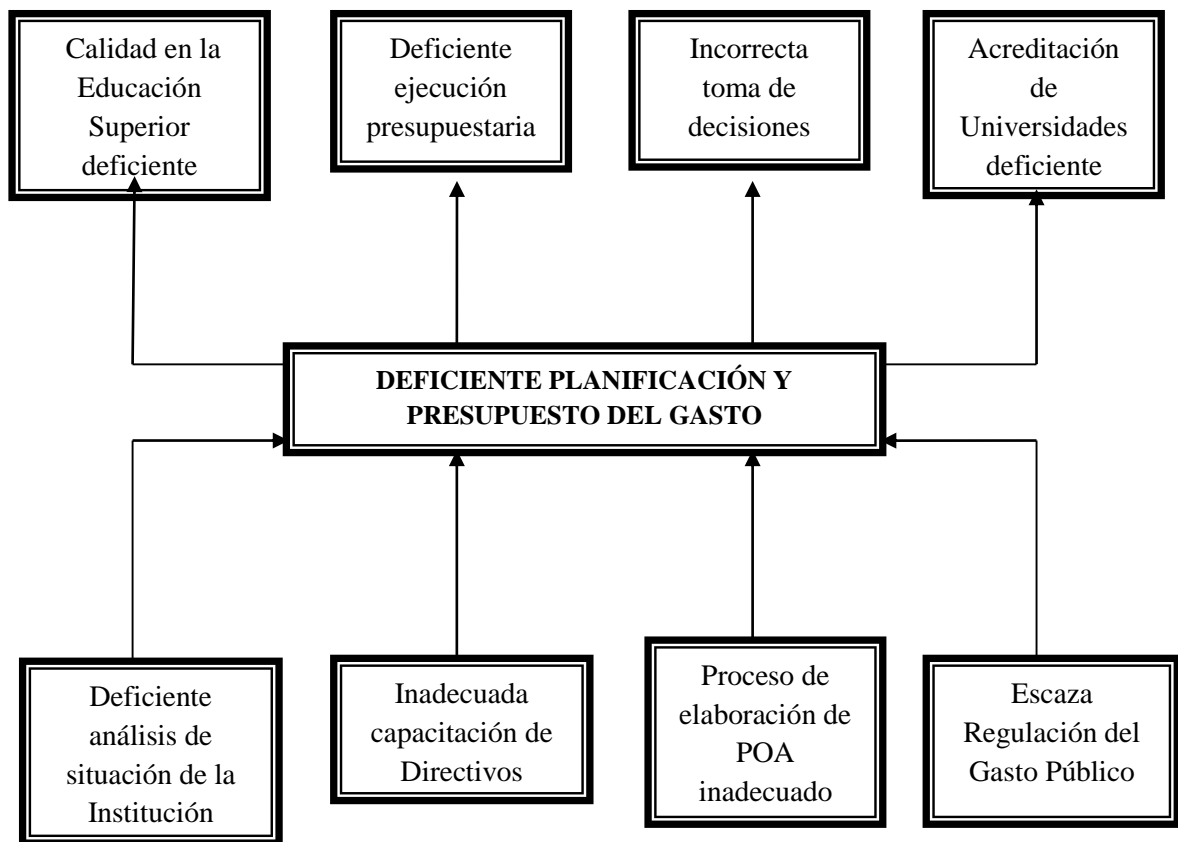 Calidad en la
Educación
Superior
deficiente
Deficiente
ejecución
presupuestaria
Incorrecta
toma de
decisiones
Acreditación
de
Universidades
deficiente
DEFICIENTE PLANIFICACIÓN Y
PRESUPUESTO DEL GASTO
Deficiente
análisis de
situación de la
Institución
Inadecuada
capacitación de
Directivos
Proceso de
elaboración de
POA
inadecuado
Escaza
Regulación del
Gasto Público